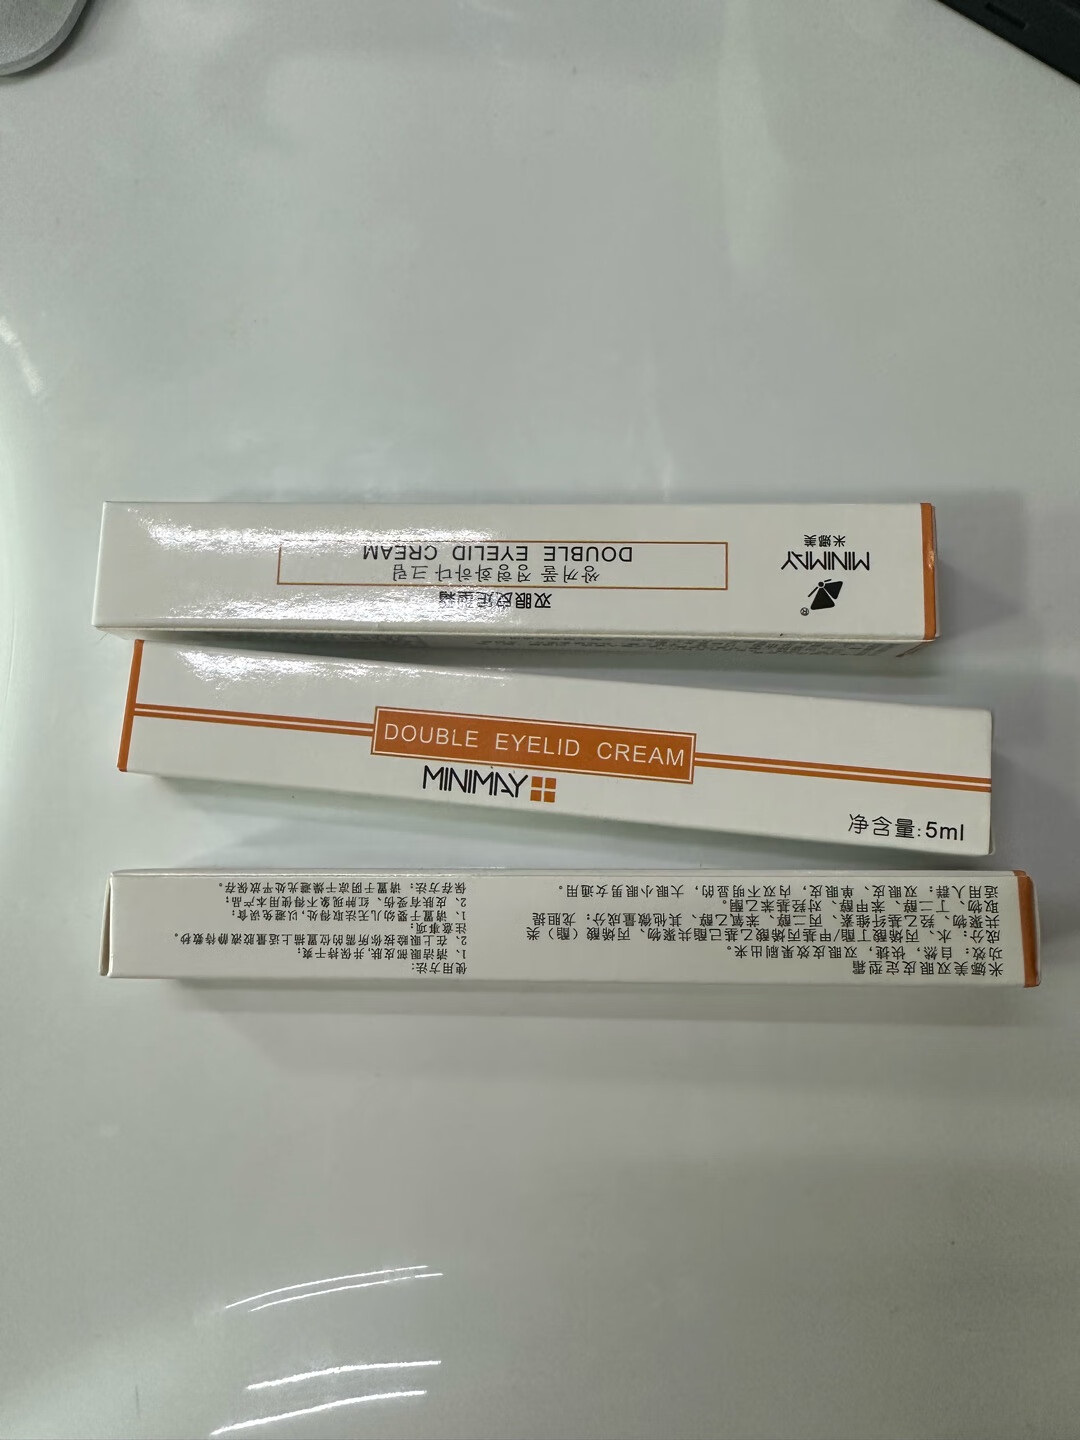 米娜美
MINIMAY
®
双眼皮定型霜
쌍꺼풀 정형화하다 크림
DOUBLE EYELID CREAM
DOUBLE EYELID CREAM
MINIMAY
净含量:5ml
米娜美双眼皮定型霜
功效：自然，快捷，双眼皮效果刷出来。
成分：水、丙烯酸丁酯/甲基丙烯酸乙基己酯共聚物、丙烯酸（酯）类
共聚物、羟乙基纤维素、丙二醇、苯氧乙醇、其他微量成分：龙胆提
取物、丁二醇、苯甲醇、对羟基苯乙酮。
适用人群：双眼皮、单眼皮，内双不明显的，大眼小眼男女通用。
使用方法：
1、清洁眼部皮肤,并保持干爽；
2、在上眼睑按你所需的位置描上适量胶液静待数秒。
注意事项：
1、请置于婴幼儿无法取得处,以避免误食；
2、皮肤有受伤、红肿现象不得使用本产品；
保存方法：请置于阴凉干燥避光处平放保存。